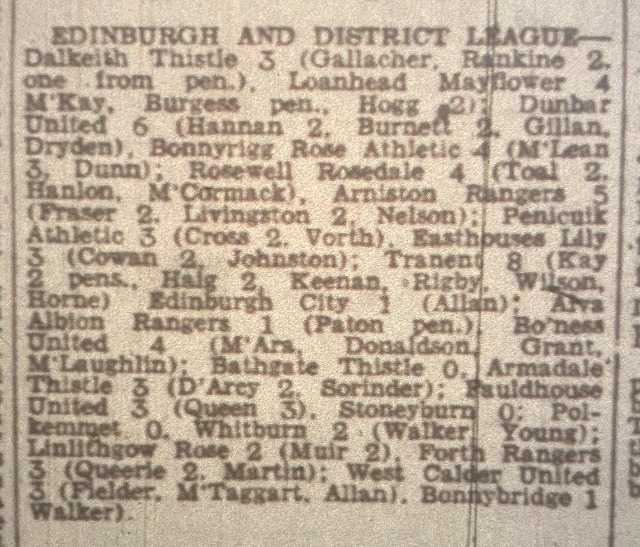 EDINBURGH AND DISTRICT LEAGUE—
Dalkeith Thistle 3 (Gallacher, Rankine 2,
one from pen.), Loanhead Mayflower 4
M'Kay, Burgess pen., Hogg 2); Dunbar
United 6 (Hannan 2, Burnett 2, Gillan,
Dryden), Bonnyrigg Rose Athletic 4 (M'Lean
3, Dunn); Rosewell Rosedale 4 (Toal 2,
Hanlon, M'Cormack), Arniston Rangers 5
(Fraser 2, Livingston 2, Nelson); Penicuik
Athletic 3 (Cross 2, Vorth), Easthouses Lily
3 (Cowan 2, Johnston); Tranent 8 (Kay
2 pens., Haig 2, Keenan, Rigby, Wilson,
Horne) Edinburgh City 1 (Allan); Alva
Albion Rangers 1 (Paton pen.) Bo'ness
United 4 (M'Ara, Donaldson, Grant,
M'Laughlin); Bathgate Thistle 0, Armadale
Thistle 3 (D'Arcy 2, Sorinder); Fauldhouse
United 3 (Queen 3), Stoneyburn 0; Pol-
kemmet 0, Whitburn 2 (Walker Young);
Linlithgow Rose 2 (Muir 2), Forth Rangers
3 (Queerie 2, Martin); West Calder United
3 (Fielder, M'Taggart, Allan), Bonnybridge 1
Walker).